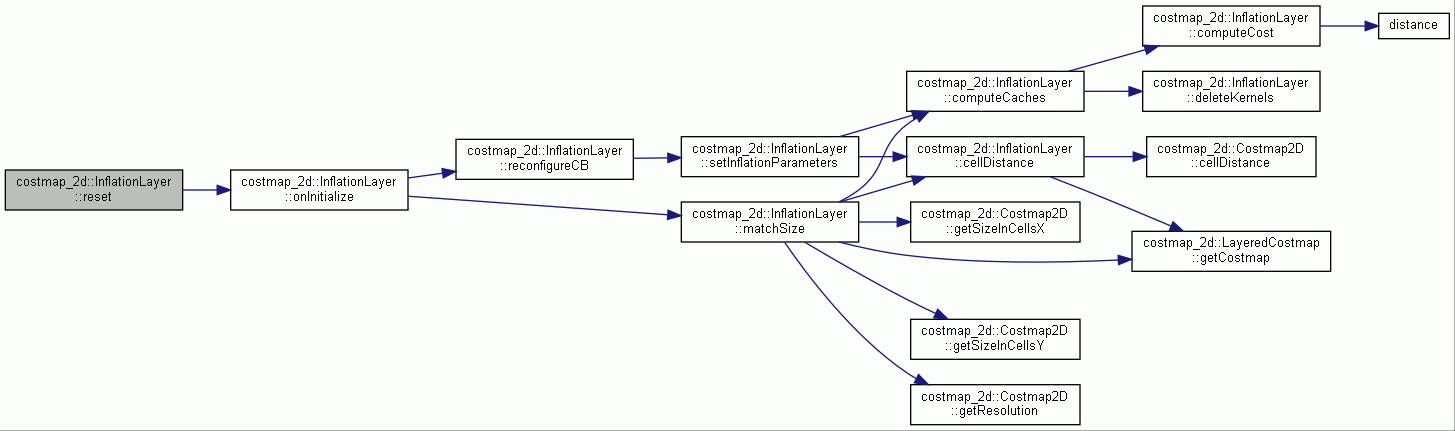 costmap_2d::InflationLayer
::reset
costmap_2d::InflationLayer
::onInitialize
costmap_2d::InflationLayer
::reconfigureCB
costmap_2d::InflationLayer
::setInflationParameters
costmap_2d::InflationLayer
::matchSize
costmap_2d::InflationLayer
::computeCaches
costmap_2d::InflationLayer
::cellDistance
costmap_2d::Costmap2D
::getSizeInCellsX
costmap_2d::Costmap2D
::getSizeInCellsY
costmap_2d::Costmap2D
::getResolution
costmap_2d::InflationLayer
::computeCost
costmap_2d::InflationLayer
::deleteKernels
costmap_2d::Costmap2D
::cellDistance
costmap_2d::LayeredCostmap
::getCostmap
distance